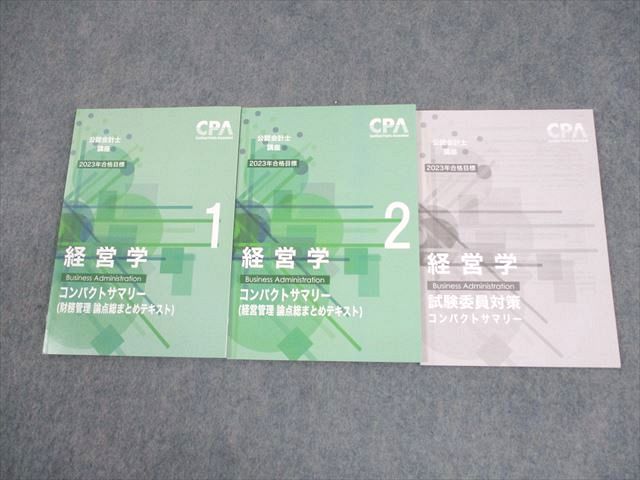 公認会計士
講座
CPA
2023年合格目標
1
経営学
Business Administration
コンパクトサマリー
(財務管理 論点総まとめテキスト)
公認会計士
講座
CPA
2023年合格目標
2
経営学
Business Administration
コンパクトサマリー
(経営管理 論点総まとめテキスト)
公認会計士
講座
CPA
2023年合格目標
経営学
Business Administration
試験委員対策
コンパクトサマリー